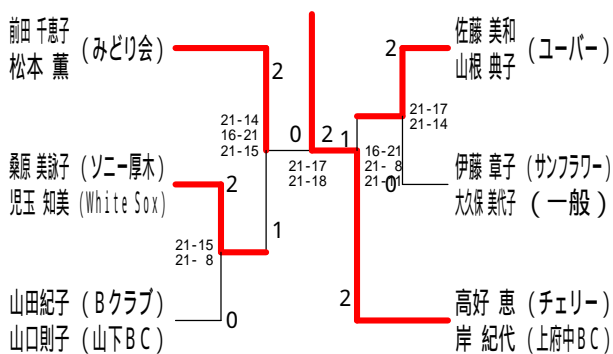 前田 千恵子
松本 薫 (みどり会)
2
21-14
16-21
21-15
桑原 美詠子 (ソニー厚木)
児玉 知美 (White Sox)
2
1
21-15
21- 8
山田紀子 (Bクラブ)
山口則子 (山下BC)
0
0 2
21-17
21-18
佐藤 美和
山根 典子 (ユーバー)
2
21-17
21-14
1
16-21
21- 8
21-11
伊藤 章子 (サンフラワー)
大久保 美代子 (一般)
0
高好 恵 (チェリー)
岸 紀代 (上府中BC)
2